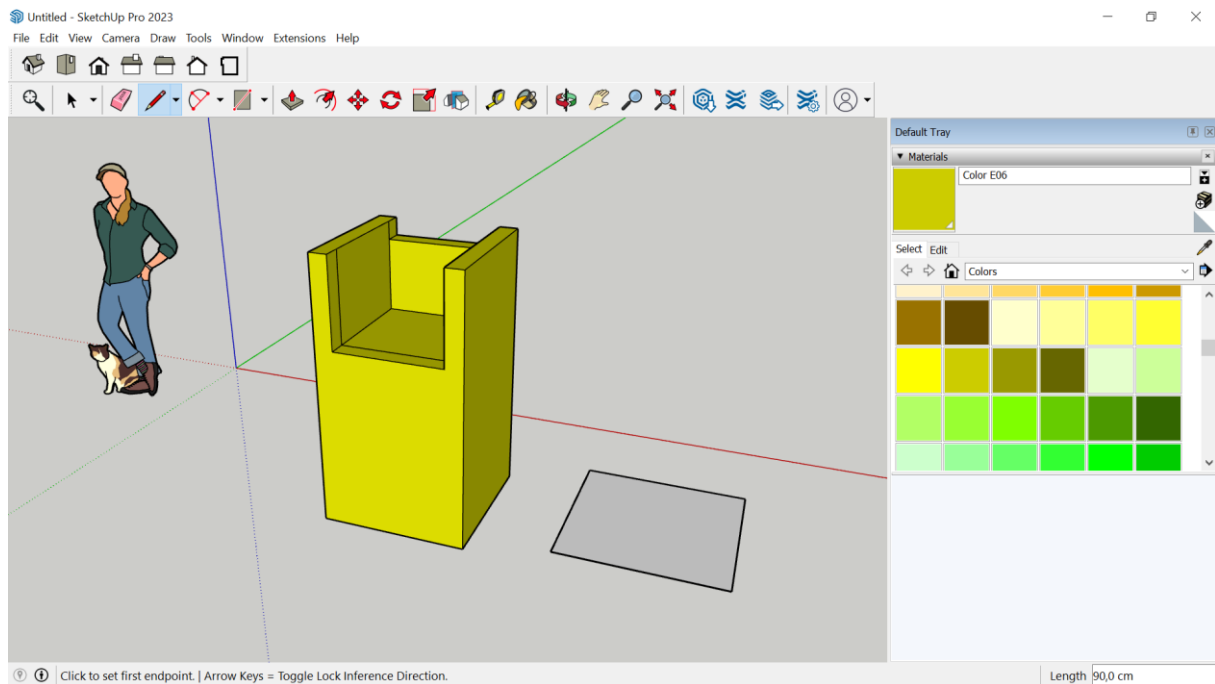 Untitled - SketchUp Pro 2023
File Edit View Camera Draw Tools Window Extensions Help
Default Tray
Materials
Color E06
Select Edit
Colors
Click to set first endpoint. | Arrow Keys = Toggle Lock Inference Direction.
Length 90,0 cm